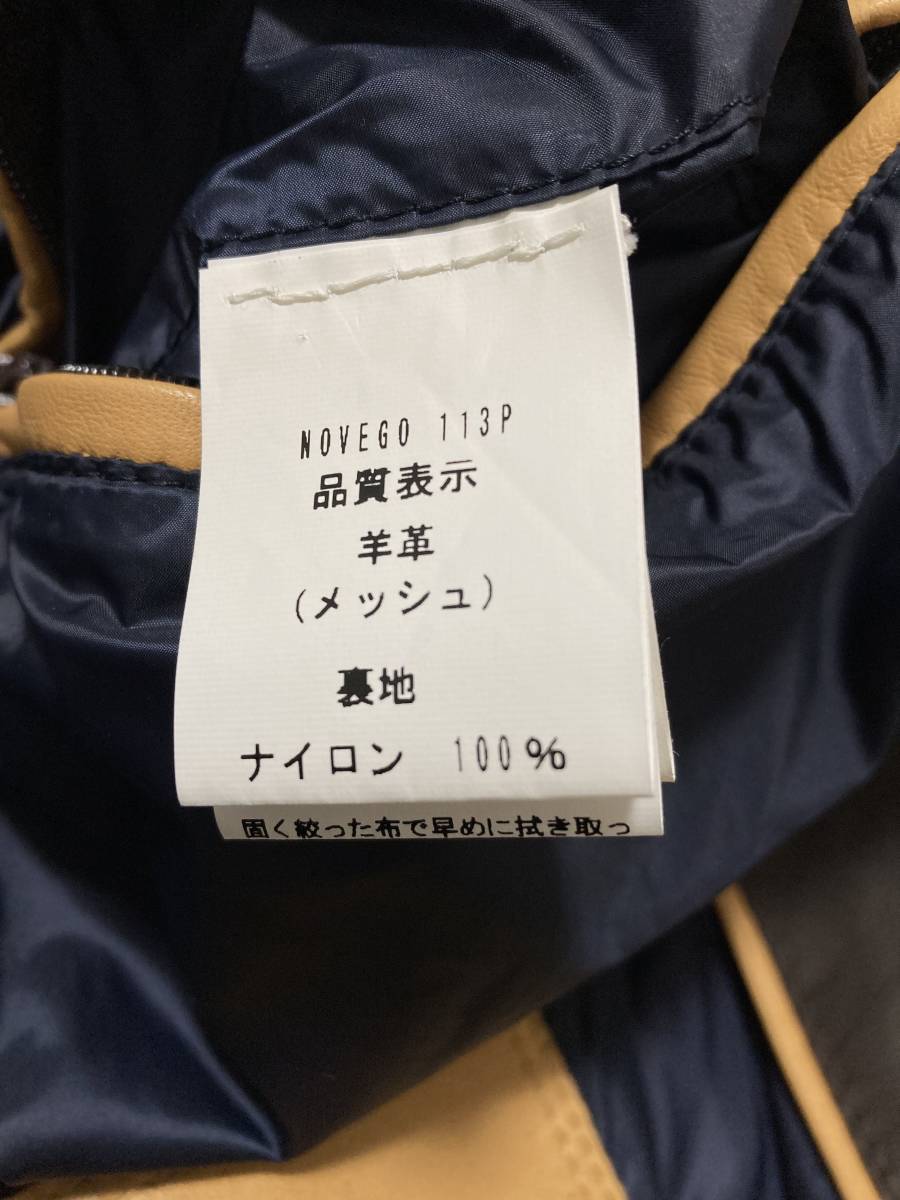 NOVEGO 113P
品質表示
羊革
(メッシュ)
裏地
ナイロン 100%
固く絞った布で早めに拭き取っ